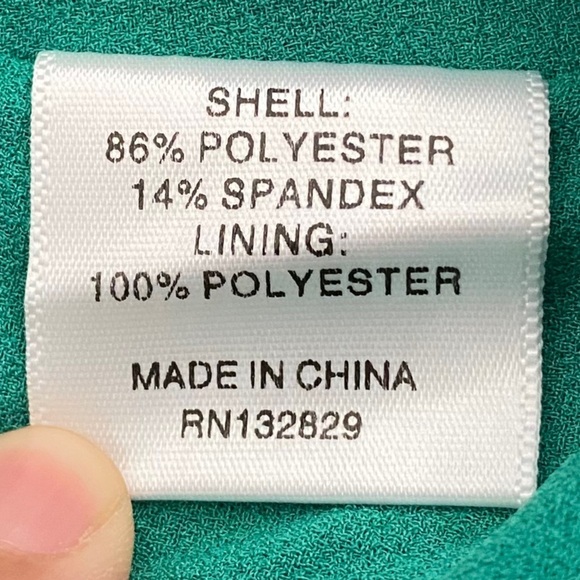 SHELL:
86% POLYESTER
14% SPANDEX
LINING:
100% POLYESTER
MADE IN CHINA
RN132829